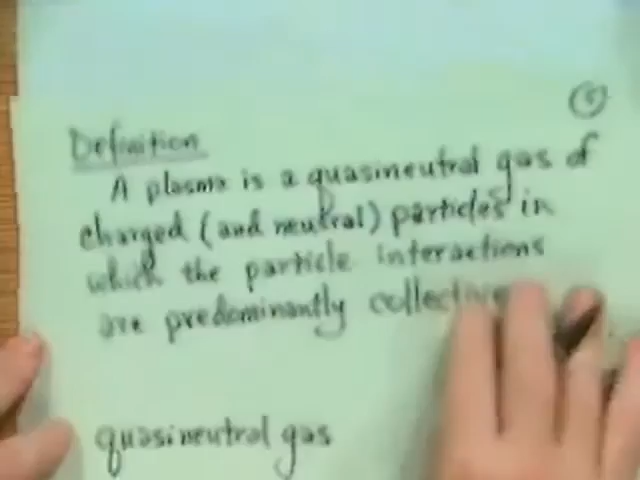 Definition
A plasma is a quasineutral gas of
charged (and neutral) particles in
which the particle interactions
are predominantly collective
quasineutral gas